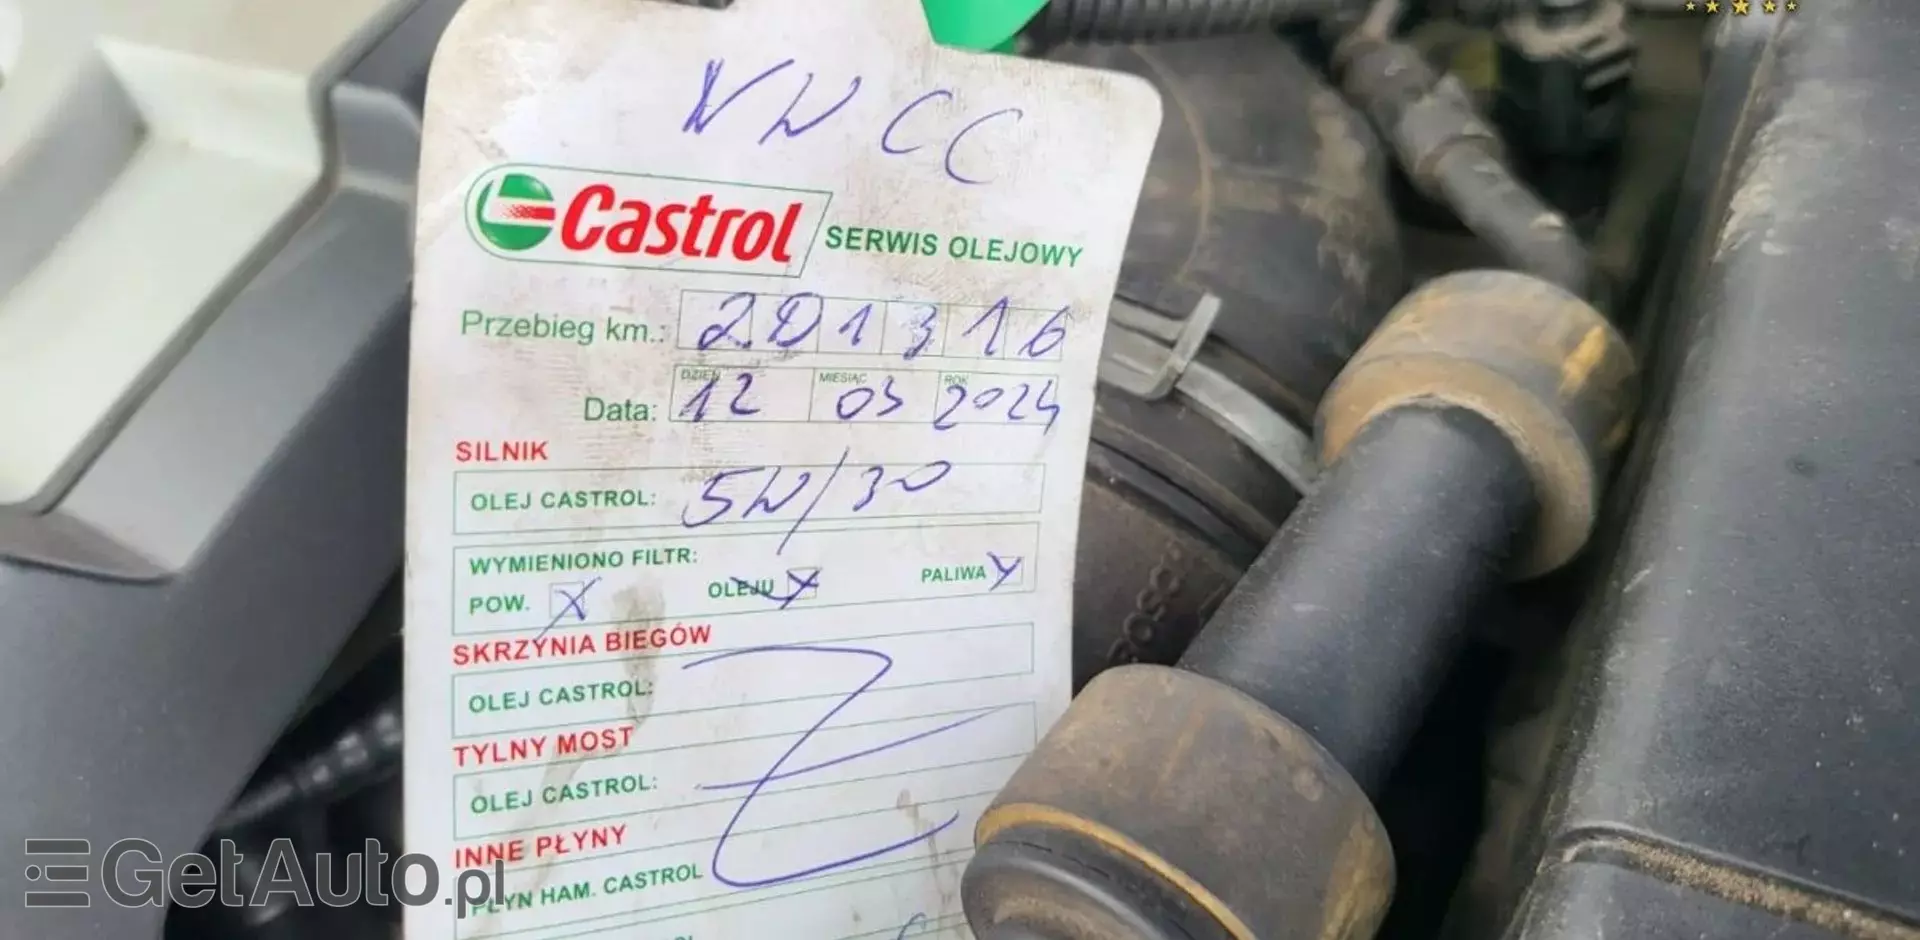 VW CC
Castrol SERWIS OLEJOWY
Przebieg km.: 201316
DZIEŃ MIESIĄC ROK
Data: 12 03 2024
SILNIK
OLEJ CASTROL: 5W/30
WYMIENIONO FILTR:
POW. X OLEJU X PALIWA X
SKRZYNIA BIEGÓW
OLEJ CASTROL:
TYLNY MOST
OLEJ CASTROL:
INNE PŁYNY
PŁYN HAM. CASTROL
BOSCH
GetAuto.pl